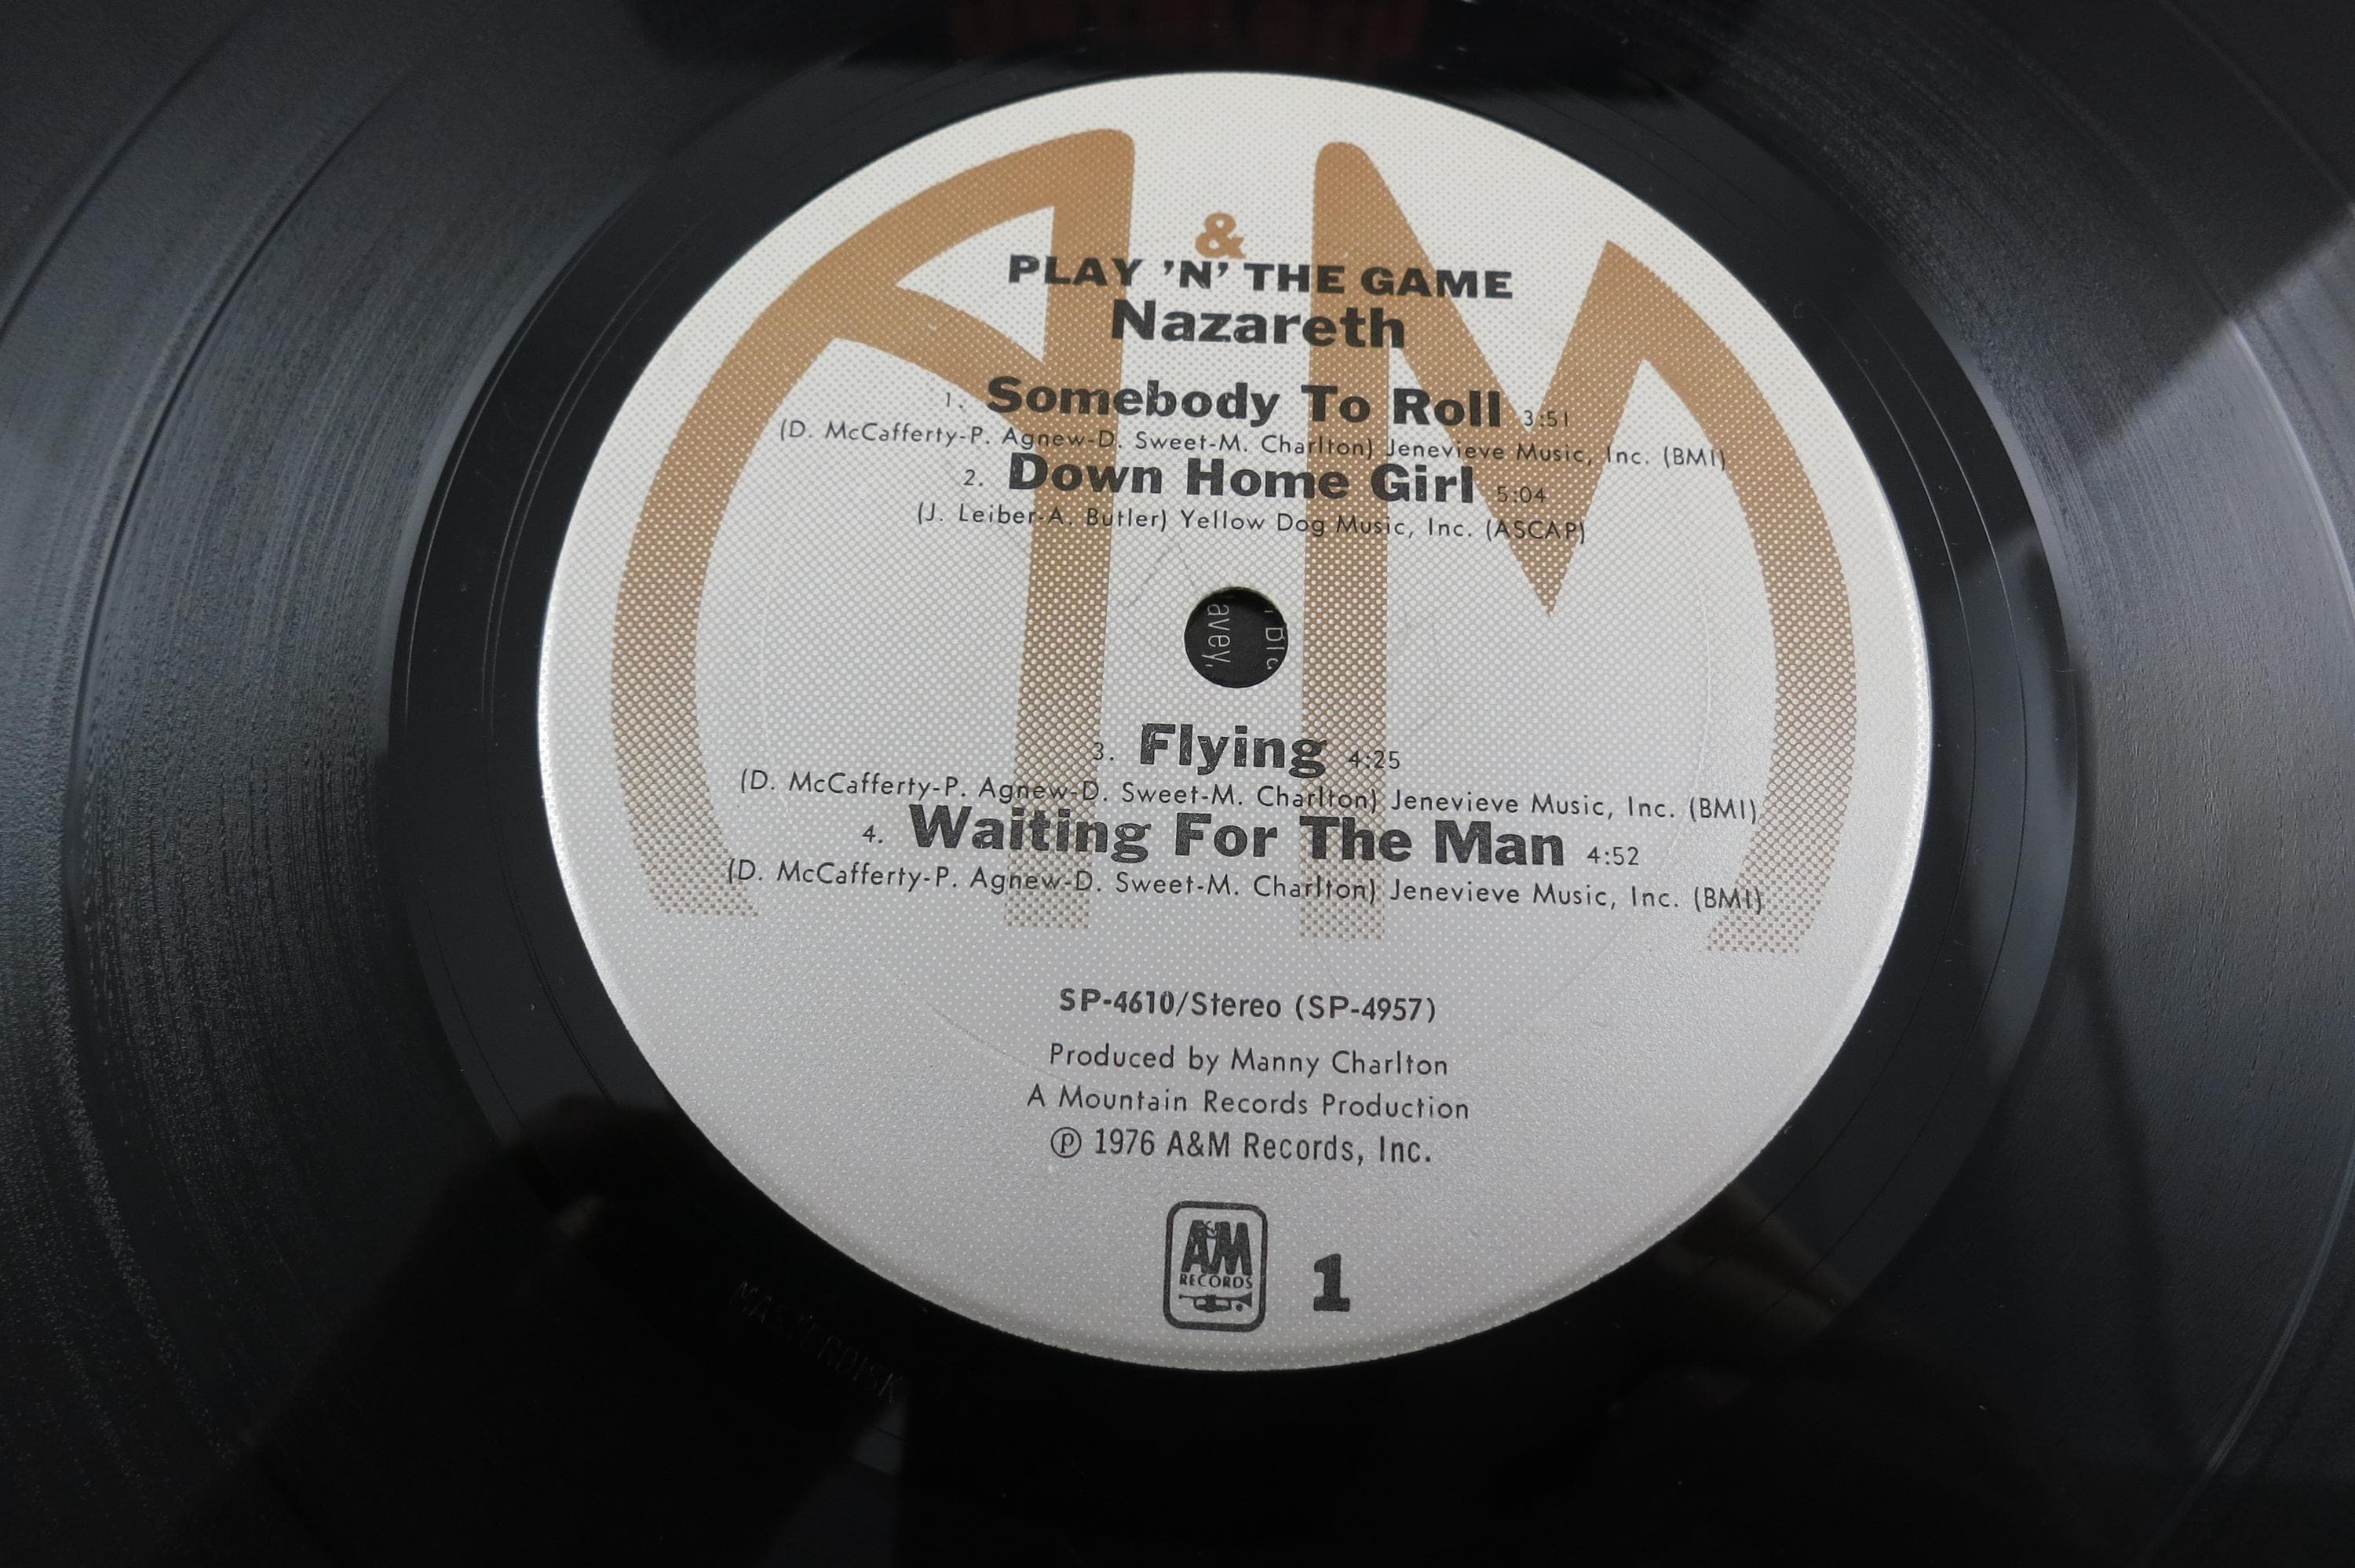 A & M
PLAY 'N' THE GAME
Nazareth
1. Somebody To Roll 3:51
(D. McCafferty-P. Agnew-D. Sweet-M. Charlton) Jenevieve Music, Inc. (BMI)
2. Down Home Girl 5:04
(J. Leiber-A. Butler) Yellow Dog Music, Inc. (ASCAP)
avey,
3. Flying 4:25
(D. McCafferty-P. Agnew-D. Sweet-M. Charlton) Jenevieve Music, Inc. (BMI)
4. Waiting For The Man 4:52
(D. McCafferty-P. Agnew-D. Sweet-M. Charlton) Jenevieve Music, Inc. (BMI)
SP-4610/Stereo (SP-4957)
Produced by Manny Charlton
A Mountain Records Production
Ⓟ 1976 A&M Records, Inc.
A&M
RECORDS
1
MASTERDISK